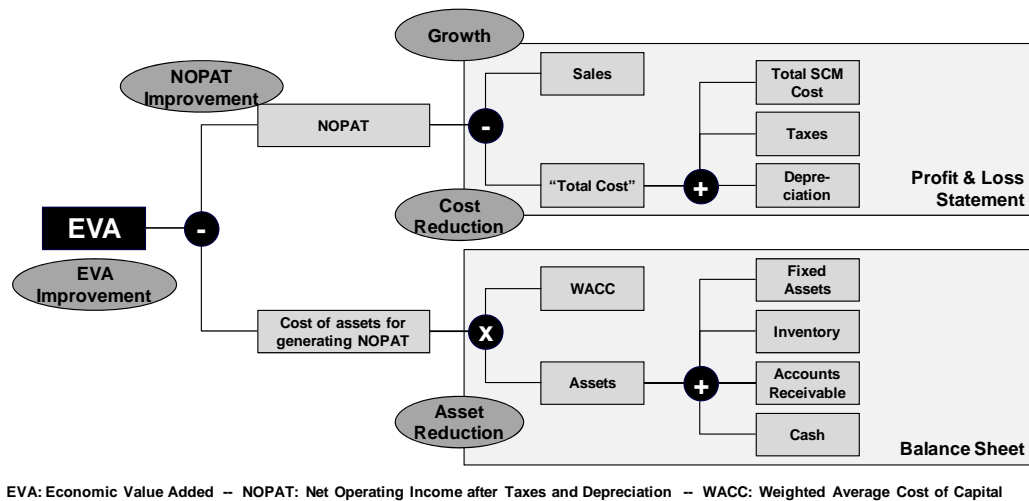 Growth
NOPAT
Improvement
NOPAT
-
Sales
Total SCM
Cost
Taxes
“Total Cost”
+
Depre-
ciation
Profit & Loss
Statement
Cost
Reduction
EVA
-
EVA
Improvement
Cost of assets for
generating NOPAT
X
WACC
Assets
+
Fixed
Assets
Inventory
Accounts
Receivable
Cash
Asset
Reduction
Balance Sheet
EVA: Economic Value Added -- NOPAT: Net Operating Income after Taxes and Depreciation -- WACC: Weighted Average Cost of Capital